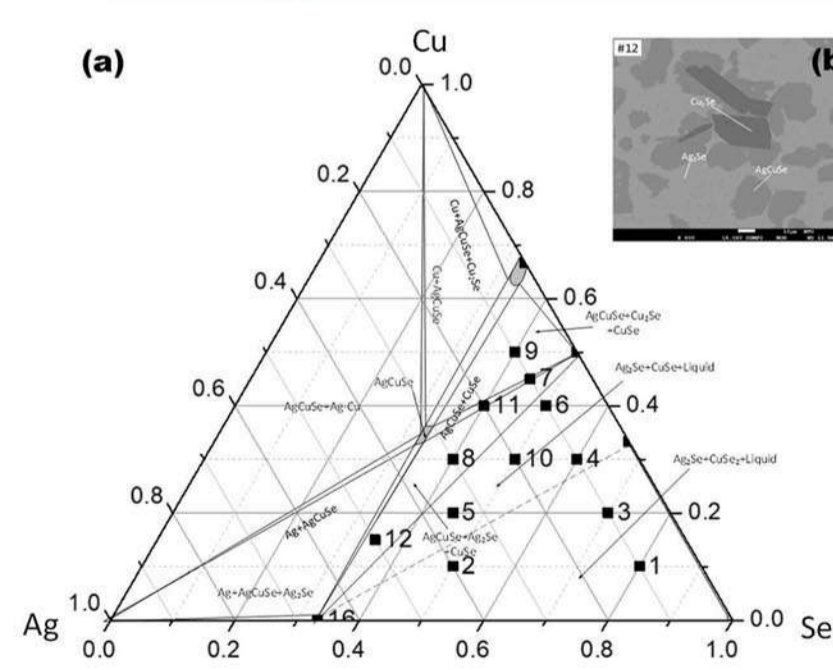 (a)
Cu
0.0
1.0
#12
(b
Cu₂Se
Ag₂Se
AgCuSe
0.2
0.8
Cu+AgCuSe+Cu₂Se
Cu+AgCuSe
0.4
0.6
AgCuSe+Cu₂Se
+CuSe
9
7
Ag₂Se+CuSe+Liquid
AgCuSe
AgCuSe+CuSe
0.6
AgCuSe+Ag-Cu
11
6
0.4
8
10
4
Ag₂Se+CuSe₂+Liquid
0.8
Ag+AgCuSe
5
3
0.2
12
AgCuSe+Ag₂Se
+CuSe
2
1
Ag+AgCuSe+Ag₂Se
1.0
16
0.0
Ag
Se
0.0
0.2
0.4
0.6
0.8
1.0